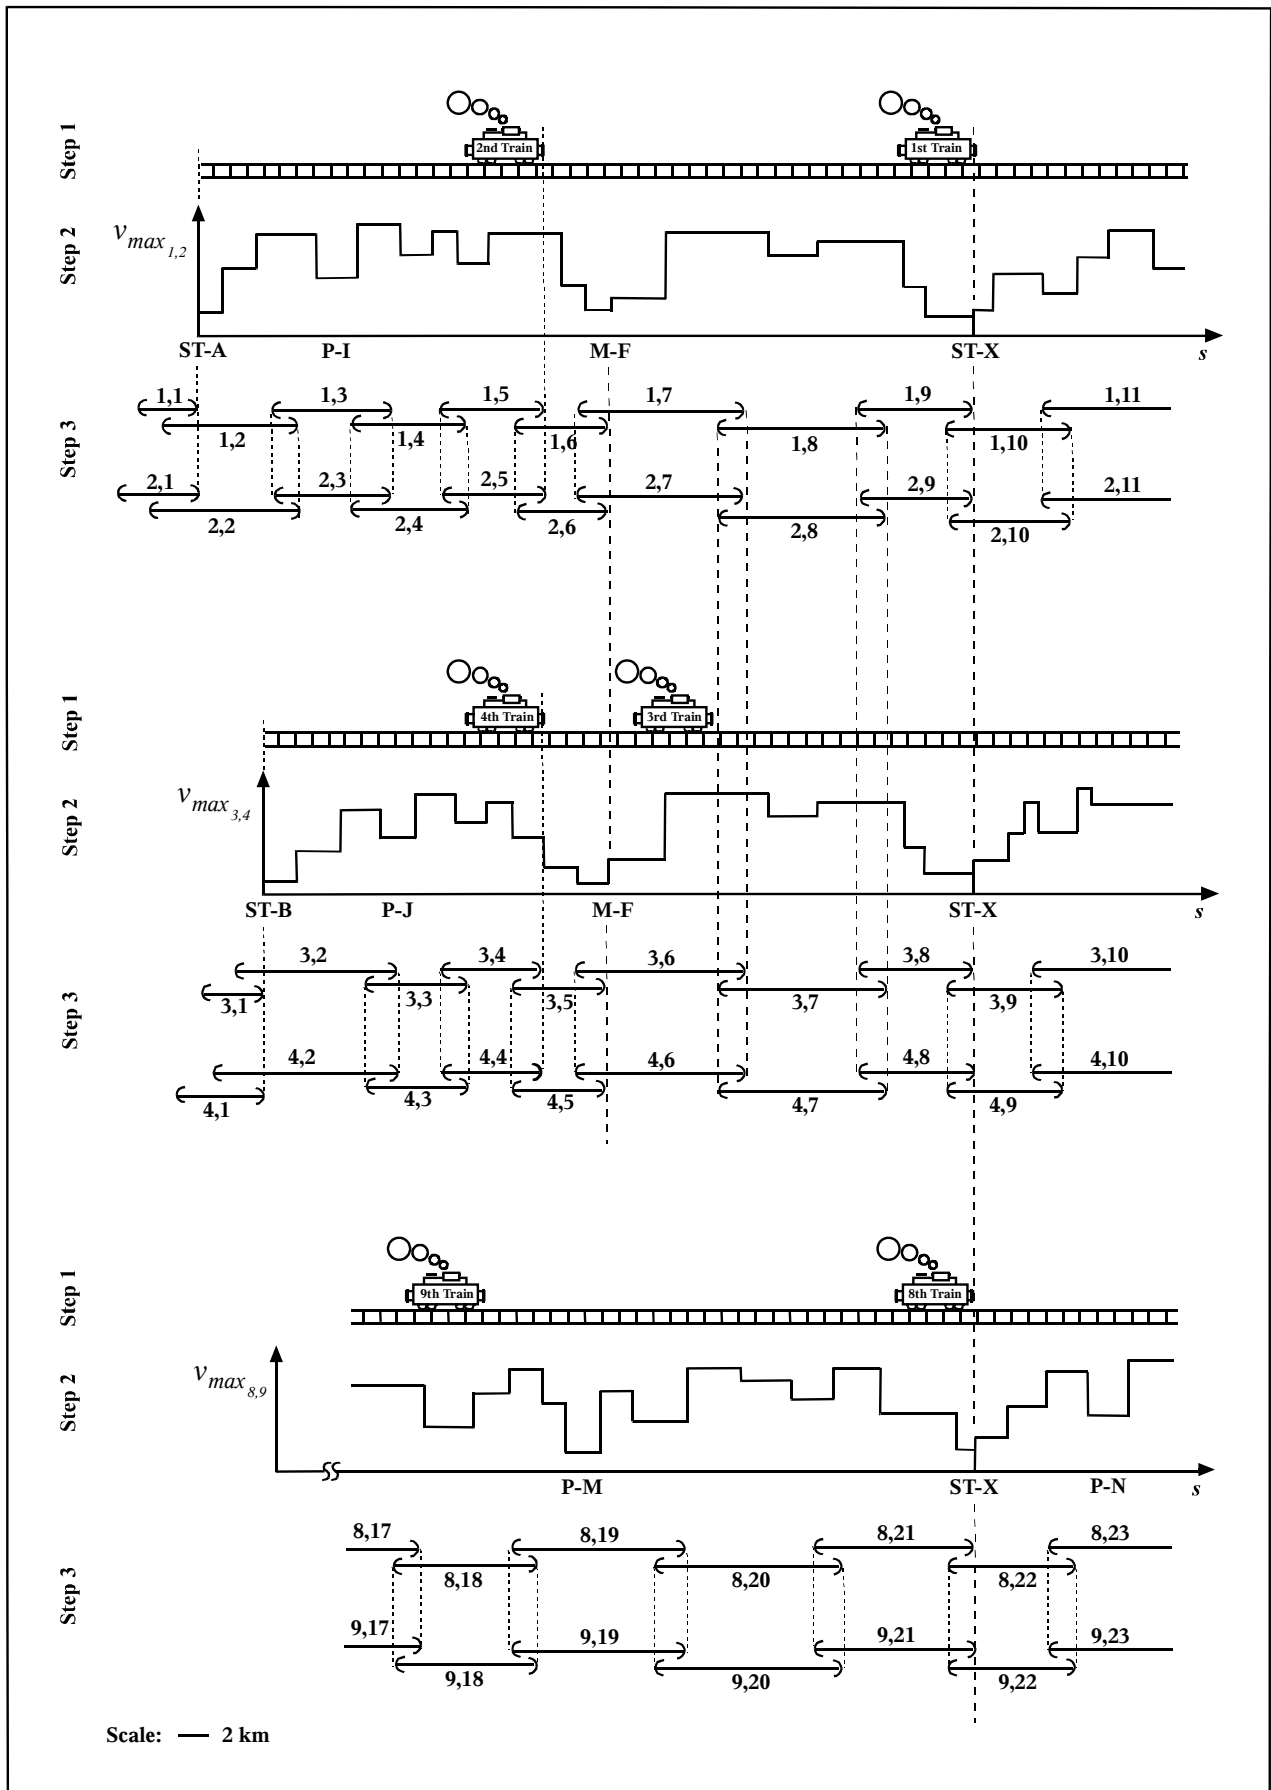 Step 1
2nd Train
1st Train
Step 2
vmax1,2
ST-A
P-I
M-F
ST-X
s
Step 3
1,1
1,3
1,5
1,7
1,9
1,11
1,2
1,4
1,6
1,8
1,10
2,1
2,3
2,5
2,7
2,9
2,11
2,2
2,4
2,6
2,8
2,10
Step 1
4th Train
3rd Train
Step 2
vmax3,4
ST-B
P-J
M-F
ST-X
s
Step 3
3,2
3,4
3,6
3,8
3,10
3,1
3,3
3,5
3,7
3,9
4,2
4,4
4,6
4,8
4,10
4,1
4,3
4,5
4,7
4,9
Step 1
9th Train
8th Train
Step 2
vmax8,9
P-M
ST-X
P-N
s
Step 3
8,17
8,19
8,21
8,23
8,18
8,20
8,22
9,17
9,19
9,21
9,23
9,18
9,20
9,22
Scale: 2 km